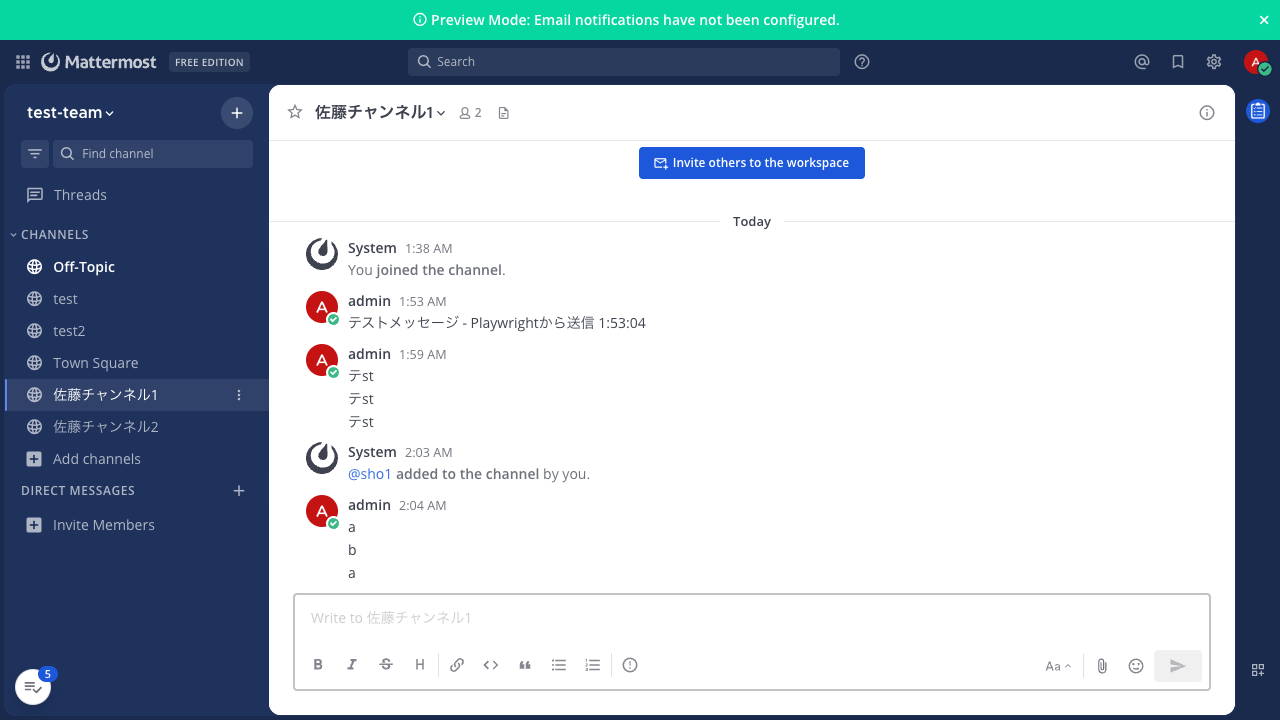 Preview Mode: Email notifications have not been configured.
Mattermost
FREE EDITION
Search
A
test-team
Find channel
Threads
CHANNELS
Off-Topic
test
test2
Town Square
佐藤チャンネル1
佐藤チャンネル2
Add channels
DIRECT MESSAGES
Invite Members
5
佐藤チャンネル1
2
Invite others to the workspace
Today
System 1:38 AM
You joined the channel.
A
admin 1:53 AM
テストメッセージ - Playwrightから送信 1:53:04
A
admin 1:59 AM
テst
テst
テst
System 2:03 AM
@sho1 added to the channel by you.
A
admin 2:04 AM
a
b
a
Write to 佐藤チャンネル1
B I S H
Aa